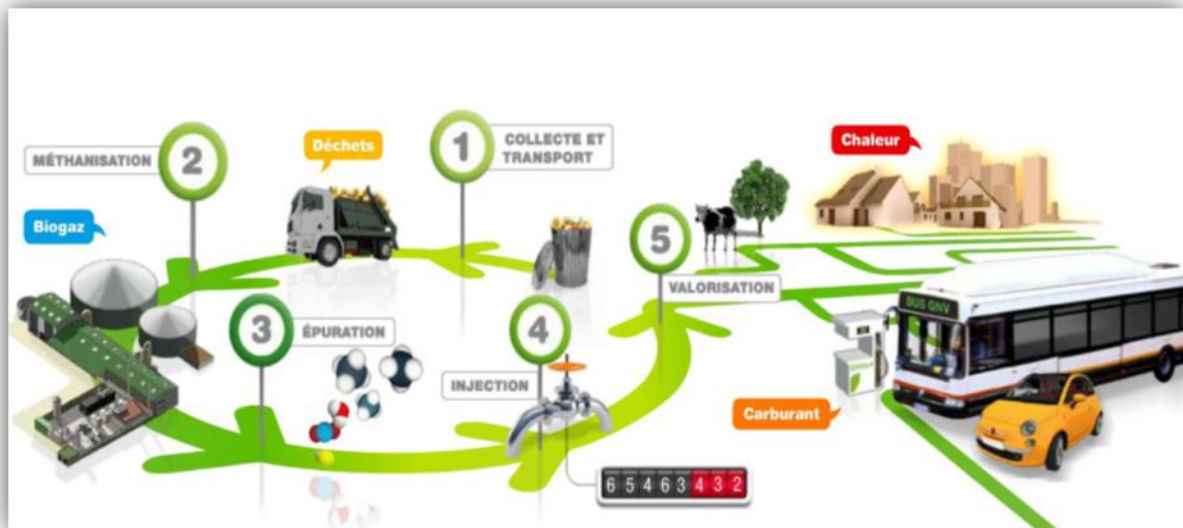 1
COLLECTE ET
TRANSPORT
Déchets
2
MÉTHANISATION
Biogaz
3
ÉPURATION
4
INJECTION
6 5 4 6 3 4 3 2
5
VALORISATION
Chaleur
Carburant
BUS GNV